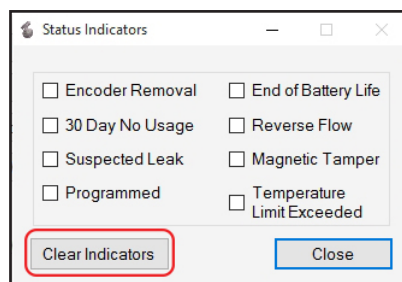 Status Indicators
Encoder Removal
End of Battery Life
30 Day No Usage
Reverse Flow
Suspected Leak
Magnetic Tamper
Programmed
Temperature
Limit Exceeded
Clear Indicators
Close